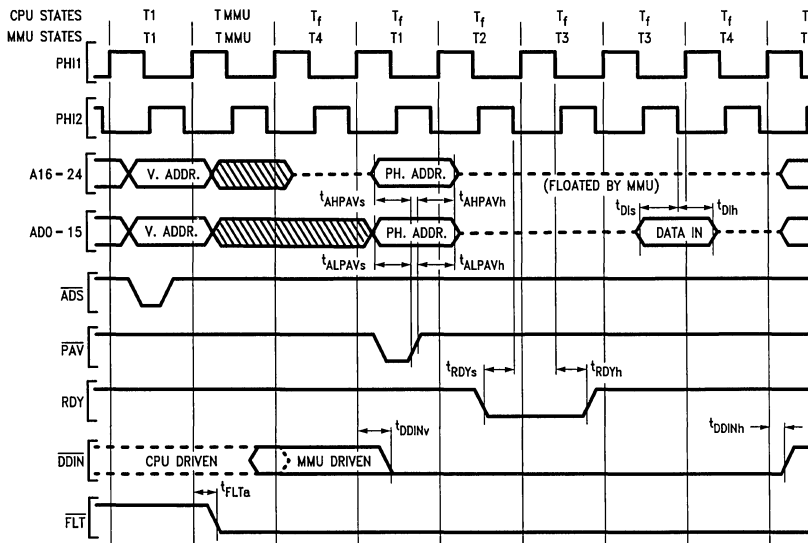 CPU STATES T1 TMMU Tf Tf Tf Tf Tf Tf T
MMU STATES T1 TMMU T4 T1 T2 T3 T3 T4 T
PHI1
PHI2
A16-24 V. ADDR. PH. ADDR. (FLOATED BY MMU)
tAHPAVs tAHPAVh tDIs tDIh
AD0-15 V. ADDR. PH. ADDR. DATA IN
tALPAVs tALPAVh
ADS
PAV
tRDYs tRDYh
RDY
tDDINv tDDINh
DDIN CPU DRIVEN MMU DRIVEN
tFLTa
FLT